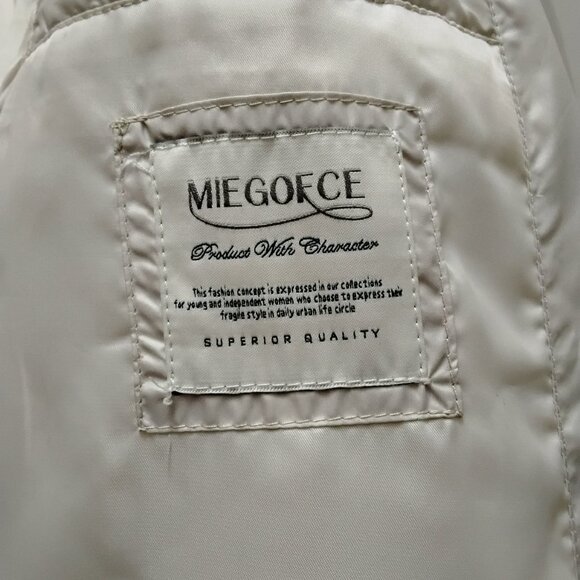 MIEGOFCE
Product With Character
This fashion concept is expressed in our collections
for young and independent women who choose to express their
fragile style in daily urban life circle
SUPERIOR QUALITY